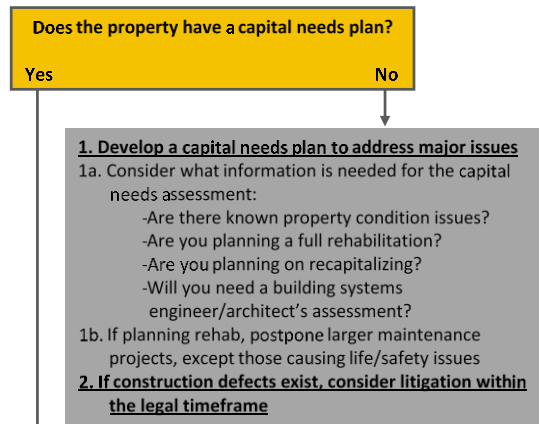 Does the property have a capital needs plan?
Yes No
1. Develop a capital needs plan to address major issues
1a. Consider what information is needed for the capital
needs assessment:
-Are there known property condition issues?
-Are you planning a full rehabilitation?
-Are you planning on recapitalizing?
-Will you need a building systems
engineer/architect's assessment?
1b. If planning rehab, postpone larger maintenance
projects, except those causing life/safety issues
2. If construction defects exist, consider litigation within
the legal timeframe